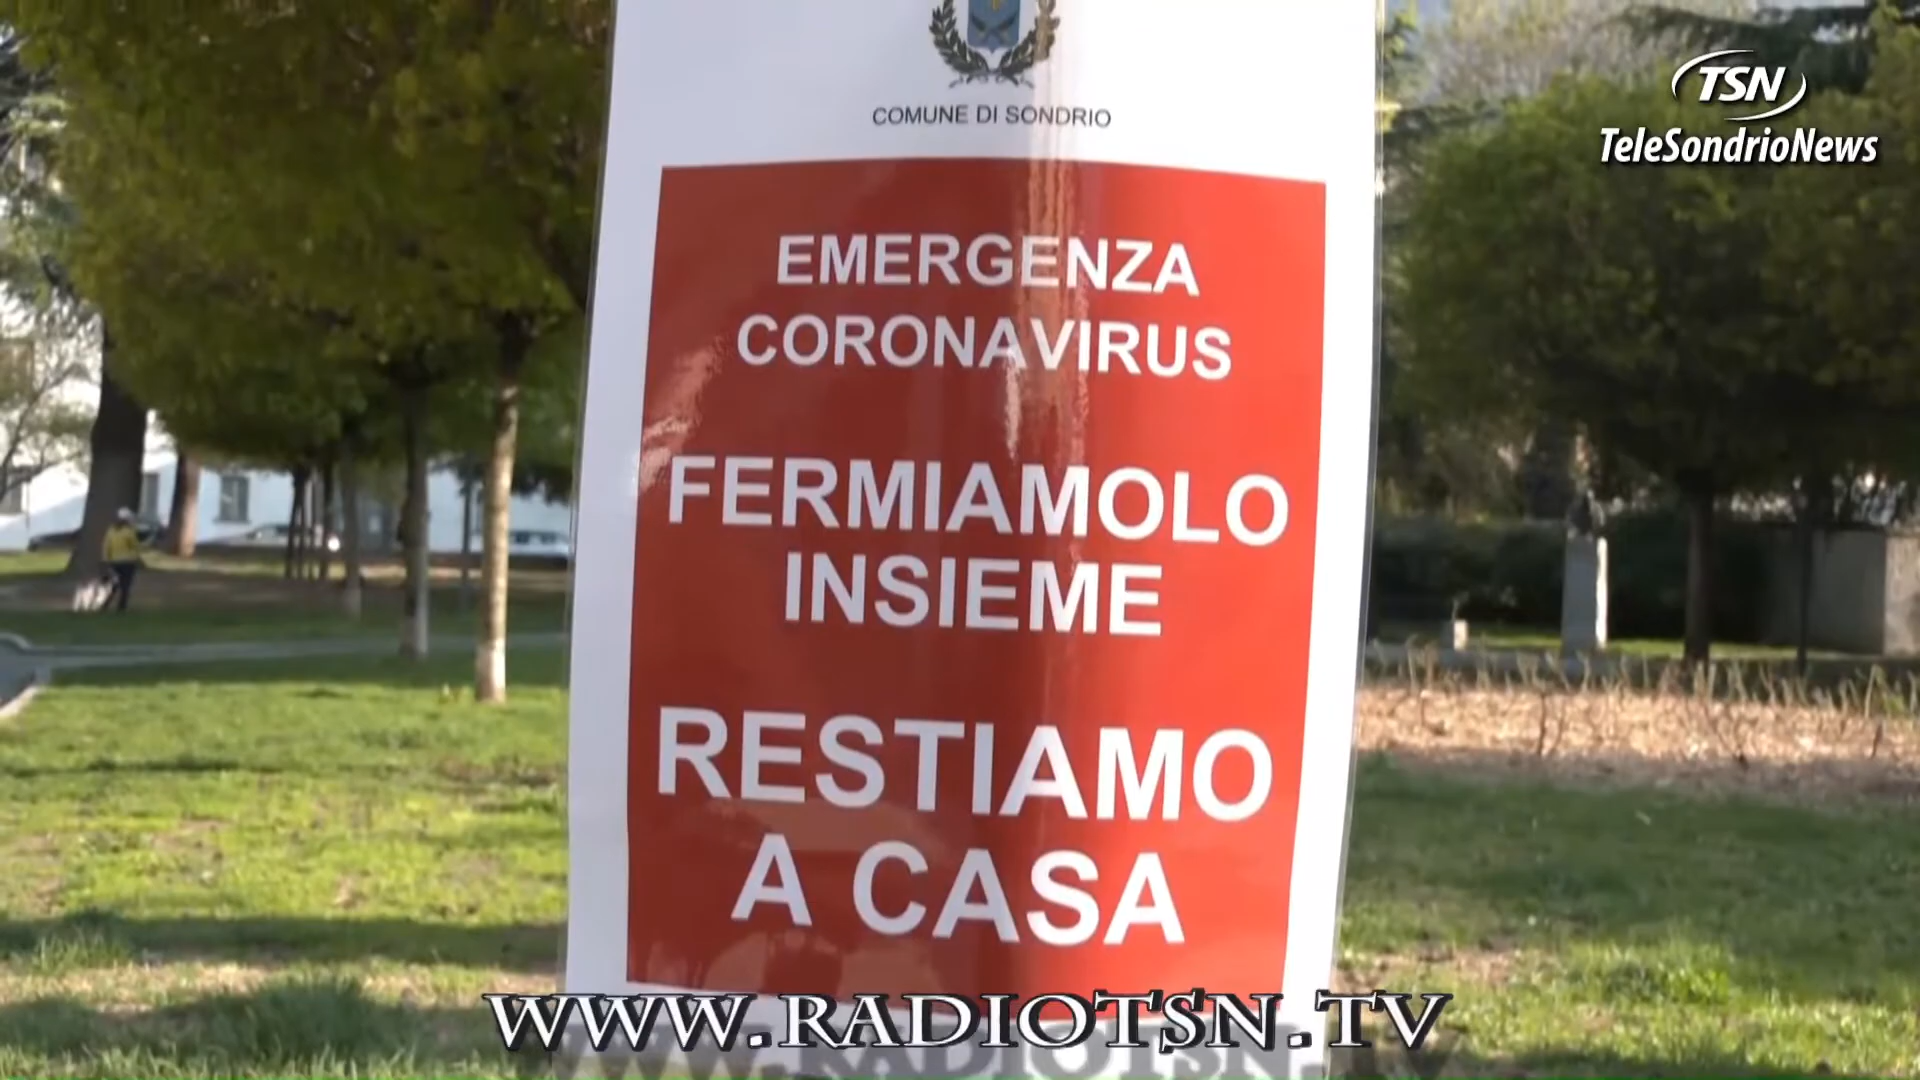 TSN
TeleSondrioNews
COMUNE DI SONDRIO
EMERGENZA
CORONAVIRUS
FERMIAMOLO
INSIEME
RESTIAMO
A CASA
WWW.RADIOTSN.TV